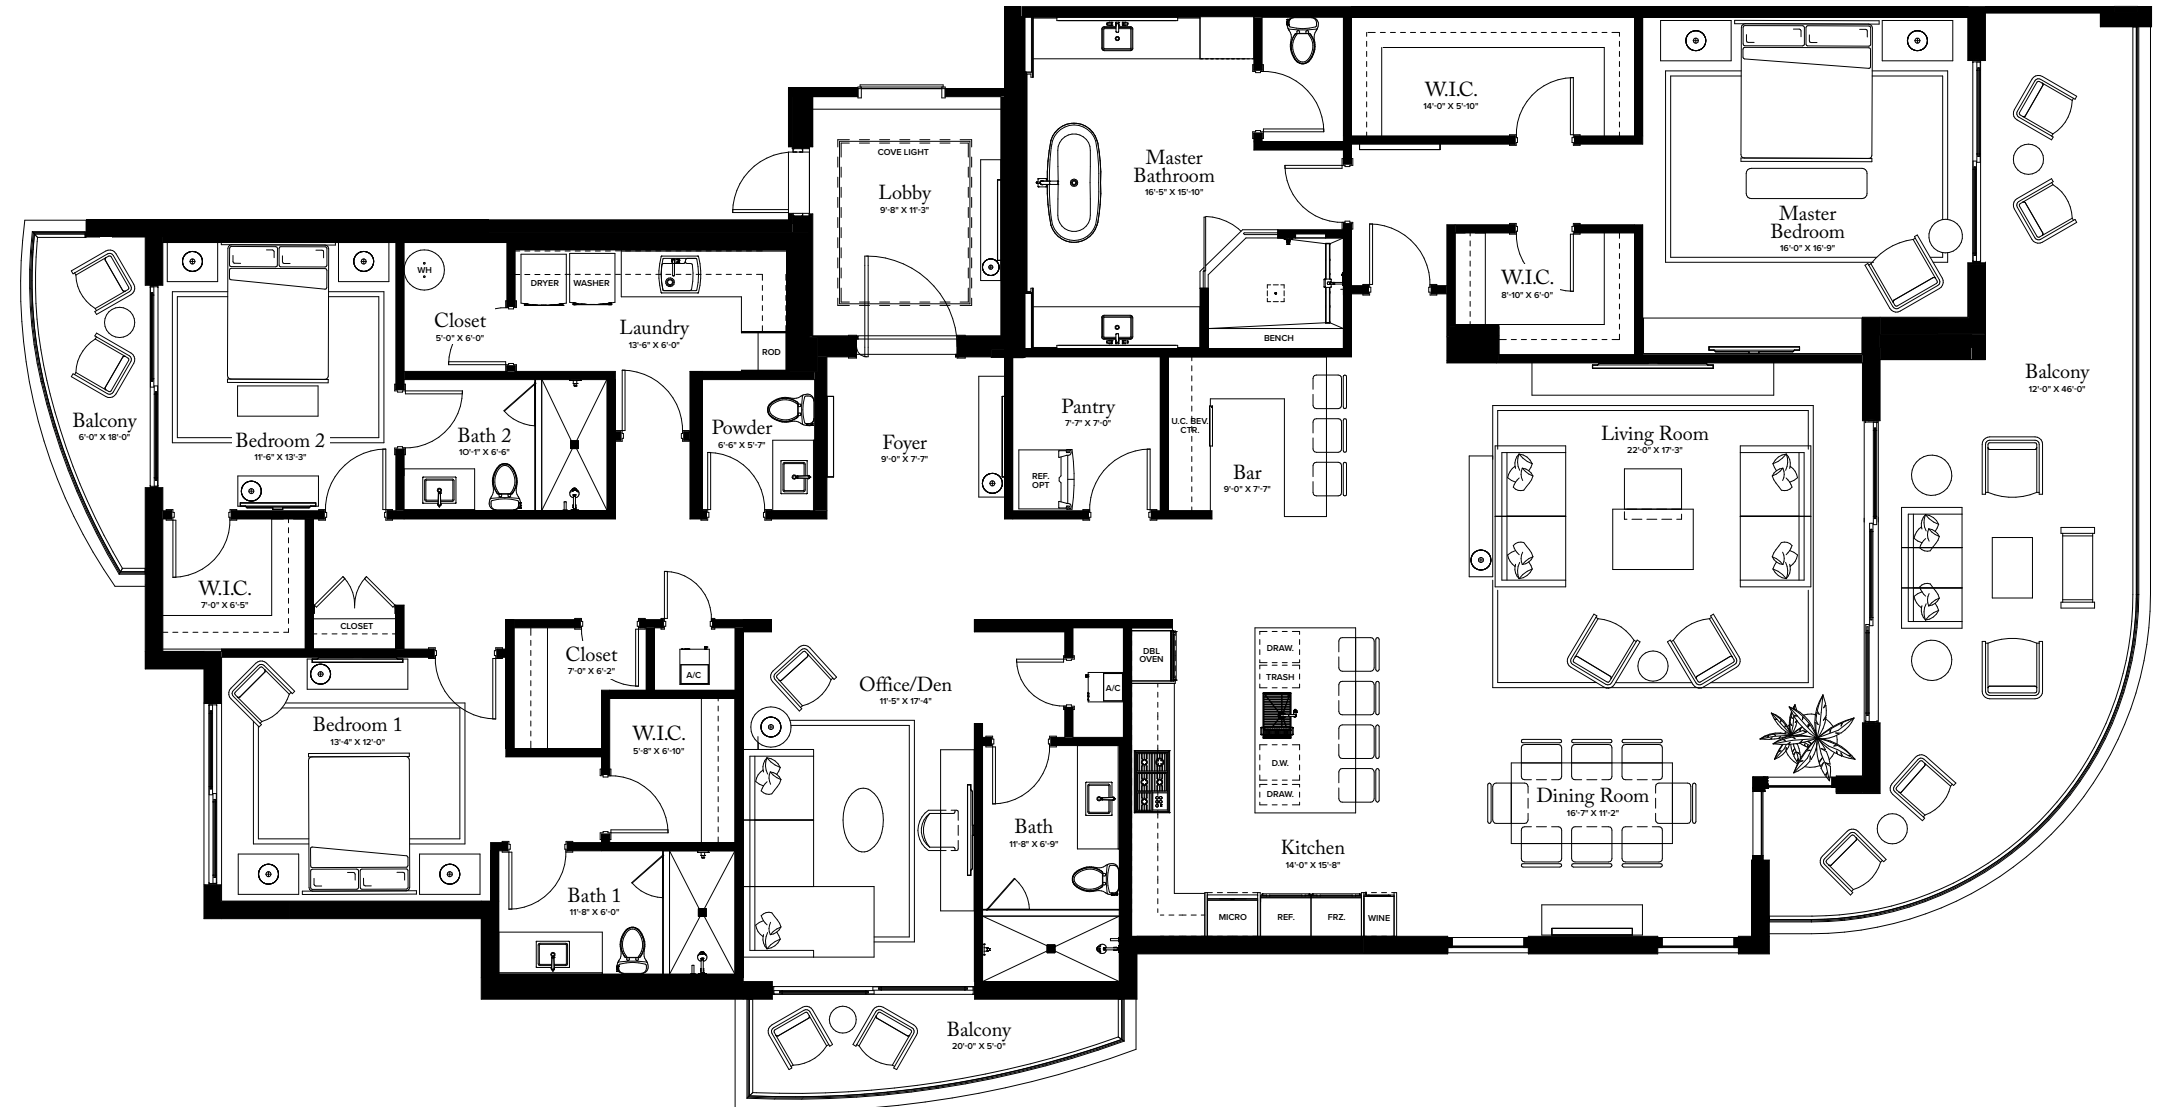 W.I.C.
14'-0" X 5'-10"
COVE LIGHT
Lobby
9'-8" X 11'-3"
Master
Bathroom
16'-5" X 15'-10"
Master
Bedroom
16'-0" X 16'-9"
W.I.C.
8'-10" X 6'-0"
WH
DRYER
WASHER
Closet
5'-0" X 6'-0"
Laundry
13'-6" X 6'-0"
ROD
BENCH
Balcony
12'-0" X 46'-0"
Balcony
6'-0" X 18'-0"
Bedroom 2
11'-6" X 13'-3"
Bath 2
10'-1" X 6'-6"
Powder
6'-6" X 5'-7"
Foyer
9'-0" X 7'-7"
Pantry
7'-7" X 7'-0"
REF.
OPT
U.C. BEV.
CTR.
Bar
9'-0" X 7'-7"
Living Room
22'-0" X 17'-3"
W.I.C.
7'-0" X 6'-5"
CLOSET
Closet
7'-0" X 6'-2"
A/C
Office/Den
11'-5" X 17'-4"
A/C
DBL
OVEN
DRAW.
TRASH
D.W.
DRAW.
Bedroom 1
13'-4" X 12'-0"
W.I.C.
5'-8" X 6'-10"
Dining Room
16'-7" X 11'-2"
Bath
11'-8" X 6'-9"
Kitchen
14'-0" X 15'-8"
Bath 1
11'-8" X 6'-0"
MICRO
REF.
FRZ.
WINE
Balcony
20'-0" X 5'-0"